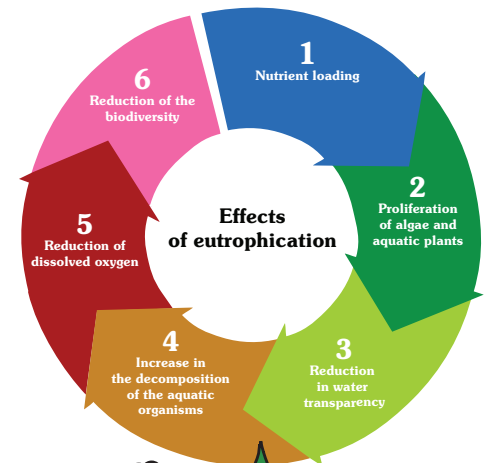 1
Nutrient loading
2
Proliferation
of algae and
aquatic plants
3
Reduction
in water
transparency
4
Increase in
the decomposition
of the aquatic
organisms
5
Reduction of
dissolved oxygen
6
Reduction of the
biodiversity
Effects
of eutrophication